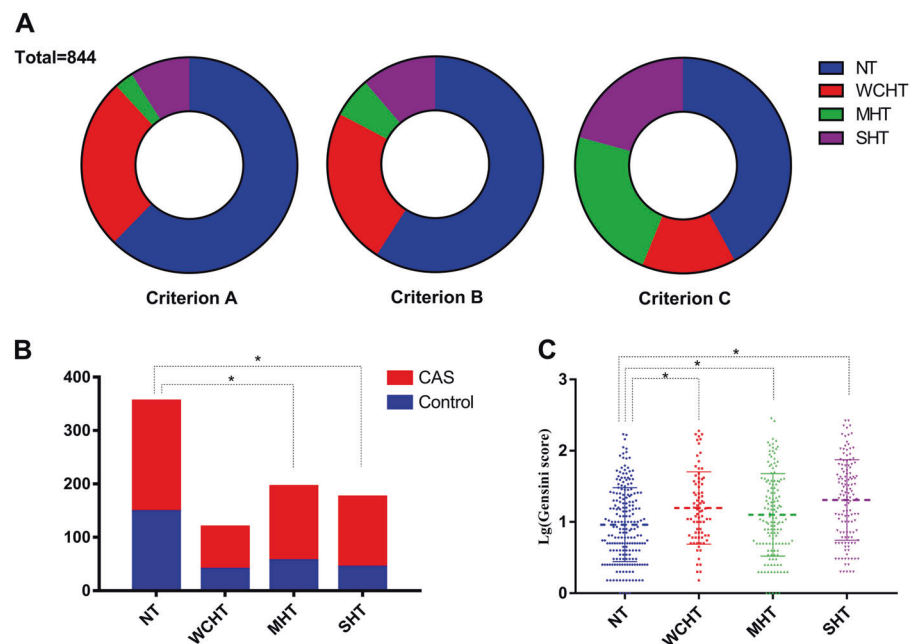 A
Total=844
NT
WCHT
MHT
SHT
Criterion A
Criterion B
Criterion C
B
*
*
CAS
Control
400
300
200
100
0
NT
WCHT
MHT
SHT
C
*
*
*
Lg(Gensini score)
3
2
1
0
NT
WCHT
MHT
SHT